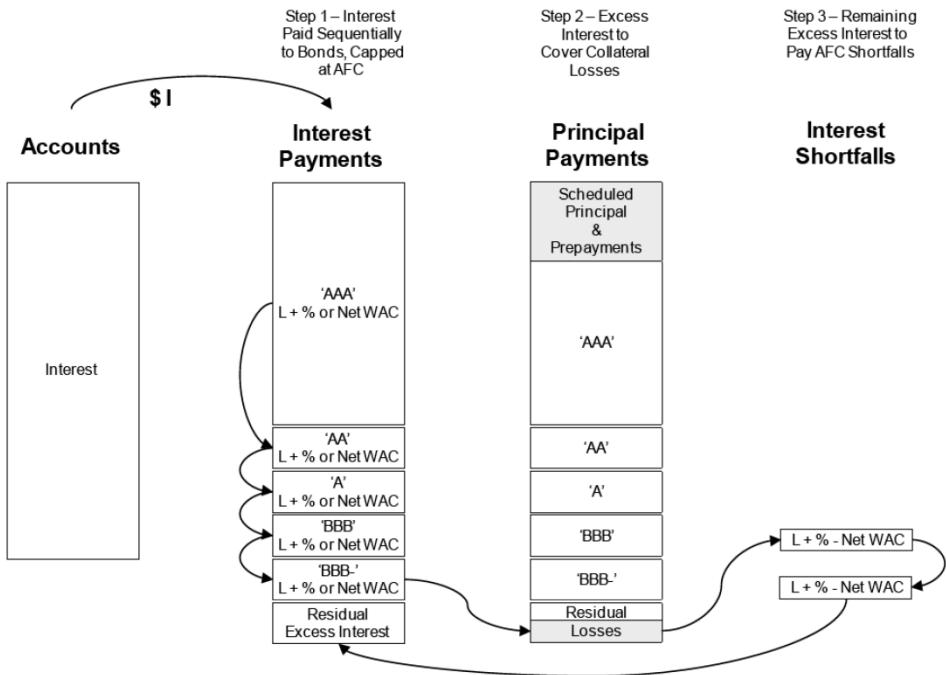 Step 1 – Interest
Paid Sequentially
to Bonds, Capped
at AFC
Step 2 – Excess
Interest to
Cover Collateral
Losses
Step 3 – Remaining
Excess Interest to
Pay AFC Shortfalls
$ I
Accounts
Interest
Payments
Principal
Payments
Interest
Shortfalls
Interest
'AAA'
L + % or Net WAC
'AA'
L + % or Net WAC
'A'
L + % or Net WAC
'BBB'
L + % or Net WAC
'BBB-'
L + % or Net WAC
Residual
Excess Interest
Scheduled
Principal
&
Prepayments
'AAA'
'AA'
'A'
'BBB'
'BBB-'
Residual
Losses
L + % - Net WAC
L + % - Net WAC